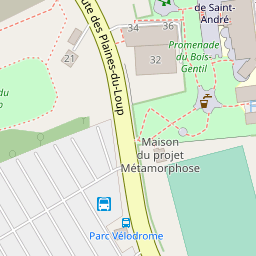 de Saint-
André
34
36
ute des Plaines-du-Loup
Promenade
du Bois-
Gentil
21
32
du
Maison
du projet
Métamorphose
Parc Vélodrome